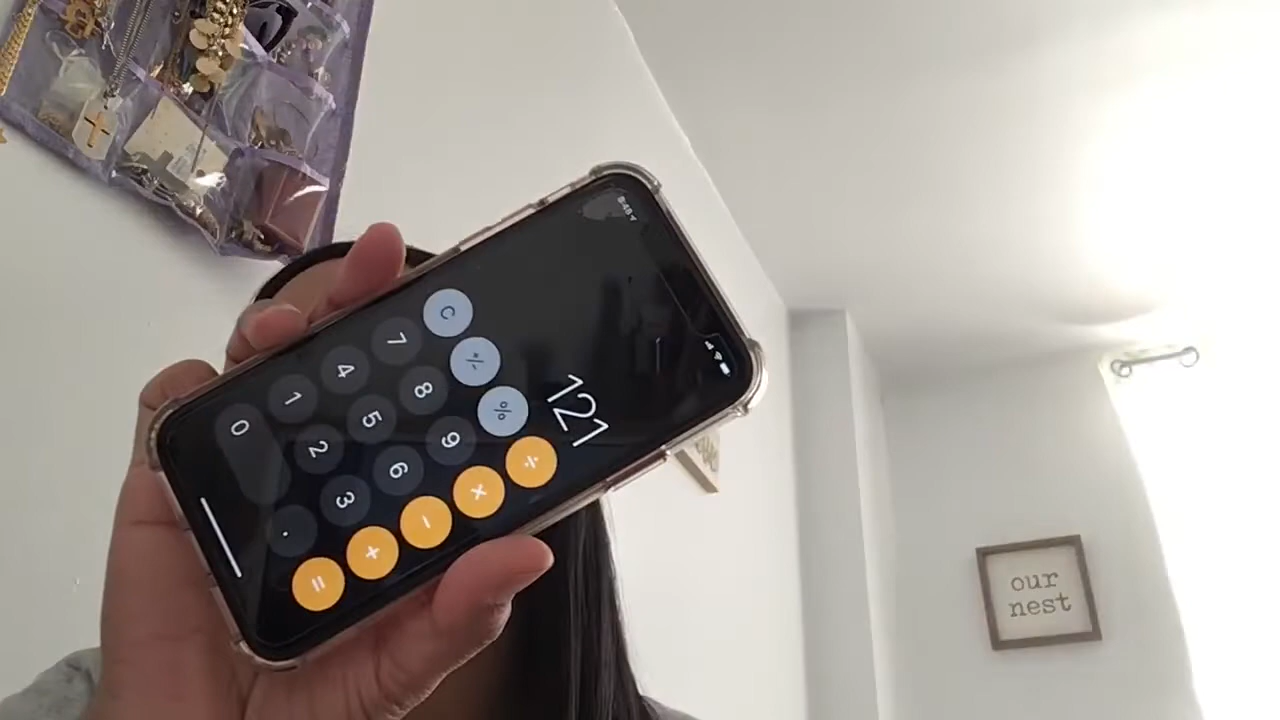 121
C +/- % ÷
7 8 9 ×
4 5 6 −
1 2 3 +
0 . =
our
nest